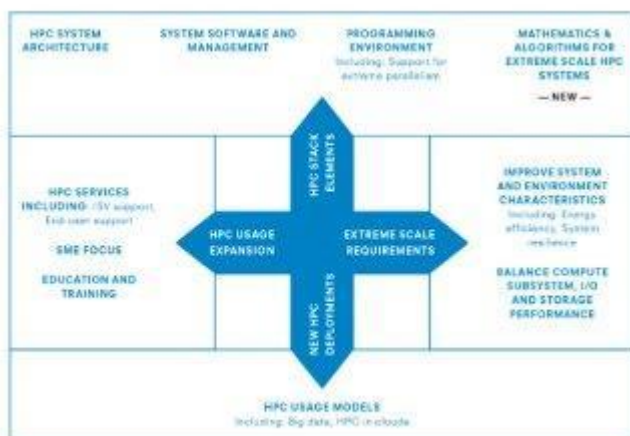 HPC SYSTEM
ARCHITECTURE
SYSTEM SOFTWARE AND
MANAGEMENT
PROGRAMMING
ENVIRONMENT
Including: Support for
extreme parallelism
MATHEMATICS &
ALGORITHMS FOR
EXTREME SCALE HPC
SYSTEMS
— NEW —
HPC STACK
ELEMENTS
HPC SERVICES
INCLUDING: ISV support,
End-user support
SME FOCUS
EDUCATION AND
TRAINING
HPC USAGE
EXPANSION
EXTREME SCALE
REQUIREMENTS
IMPROVE SYSTEM
AND ENVIRONMENT
CHARACTERISTICS
Including: Energy
efficiency, System
resilience
BALANCE COMPUTE
SUBSYSTEM, I/O
AND STORAGE
PERFORMANCE
NEW HPC
DEPLOYMENTS
HPC USAGE MODELS
Including: Big data, HPC in clouds